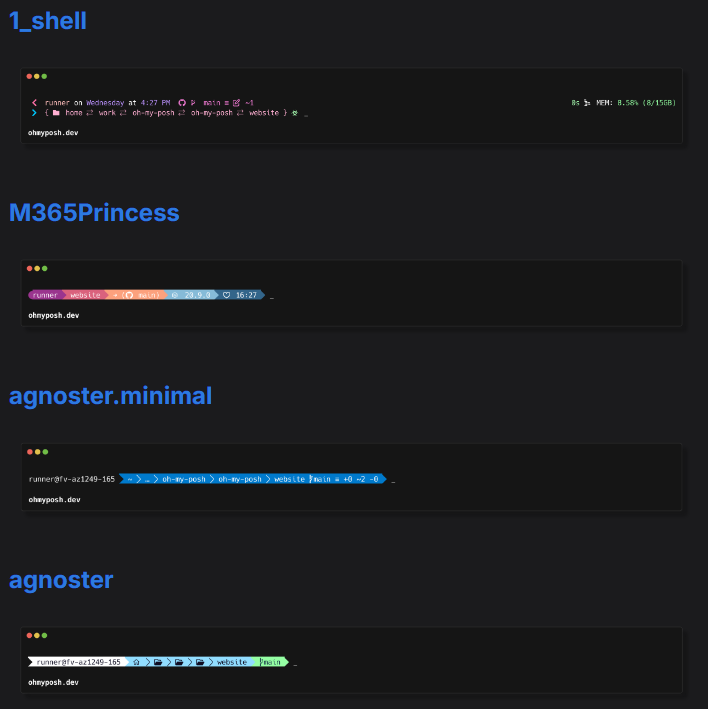 1_shell
runner on Wednesday at 4:27 PM main ≡ ~1
0s MEM: 8.58% (8/15GB)
{ home ⇄ work ⇄ oh-my-posh ⇄ oh-my-posh ⇄ website } _
ohmyposh.dev
M365Princess
runner website (main) 20.9.0 16:27 _
ohmyposh.dev
agnoster.minimal
runner@fv-az1249-165 ~ … oh-my-posh oh-my-posh website main ≡ +0 ~2 -0 _
ohmyposh.dev
agnoster
runner@fv-az1249-165 website main _
ohmyposh.dev